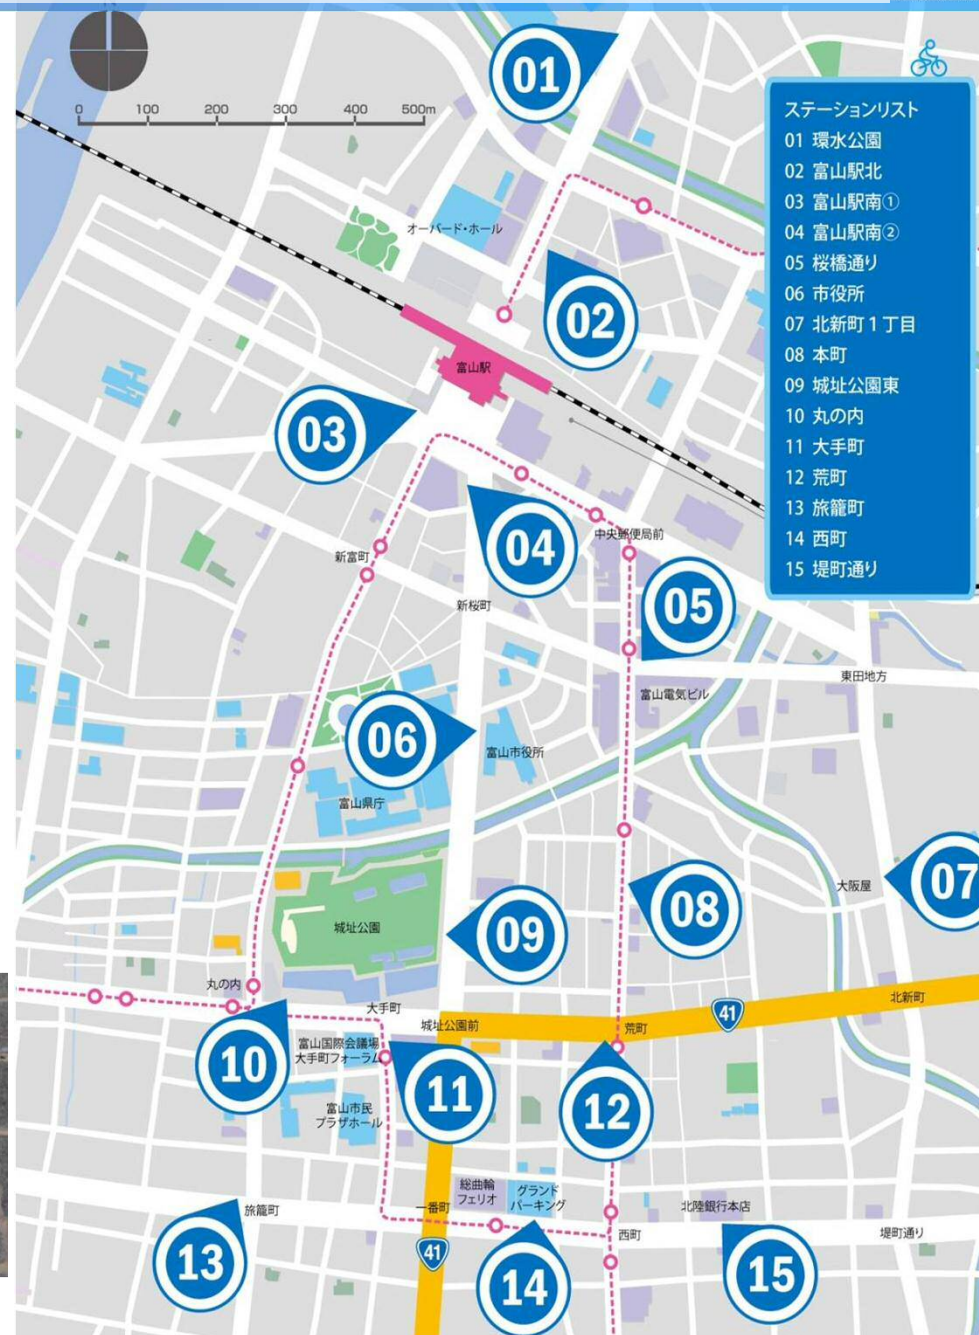 0 100 200 300 400 500m
01
ステーションリスト
01 環水公園
02 富山駅北
03 富山駅南①
04 富山駅南②
05 桜橋通り
06 市役所
07 北新町1丁目
08 本町
09 城址公園東
10 丸の内
11 大手町
12 荒町
13 旅籠町
14 西町
15 堤町通り
オーバード・ホール
02
富山駅
03
04
中央郵便局前
新富町
05
新桜町
東田地方
富山電気ビル
06
富山市役所
富山県庁
07
大阪屋
08
城址公園
09
丸の内
大手町
北新町
41
城址公園前
荒町
富山国際会議場
大手町フォーラム
10
11
12
富山市民
プラザホール
総曲輪
フェリオ
グランド
パーキング
旅籠町
一番町
北陸銀行本店
西町
堤町通り
41
13
14
15